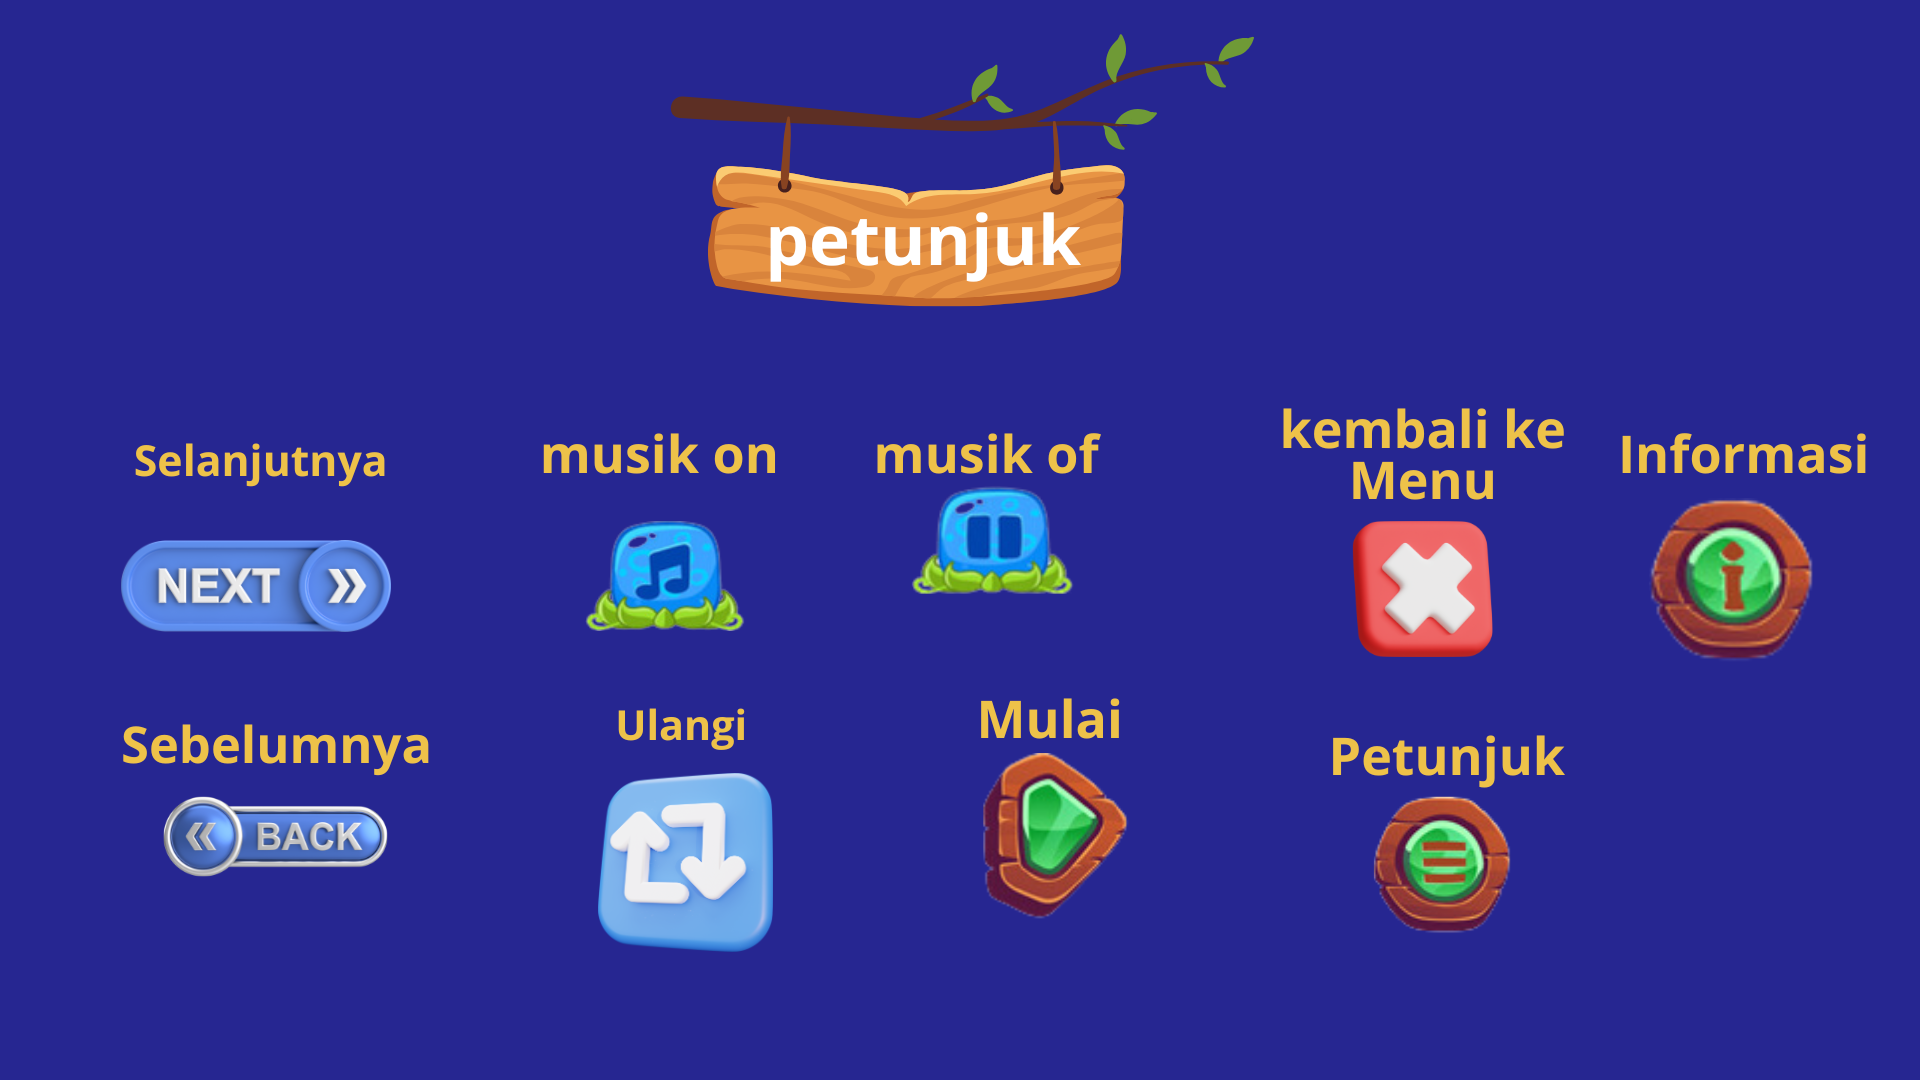 petunjuk
Selanjutnya
NEXT
musik on
musik of
kembali ke
Menu
Informasi
Sebelumnya
BACK
Ulangi
Mulai
Petunjuk